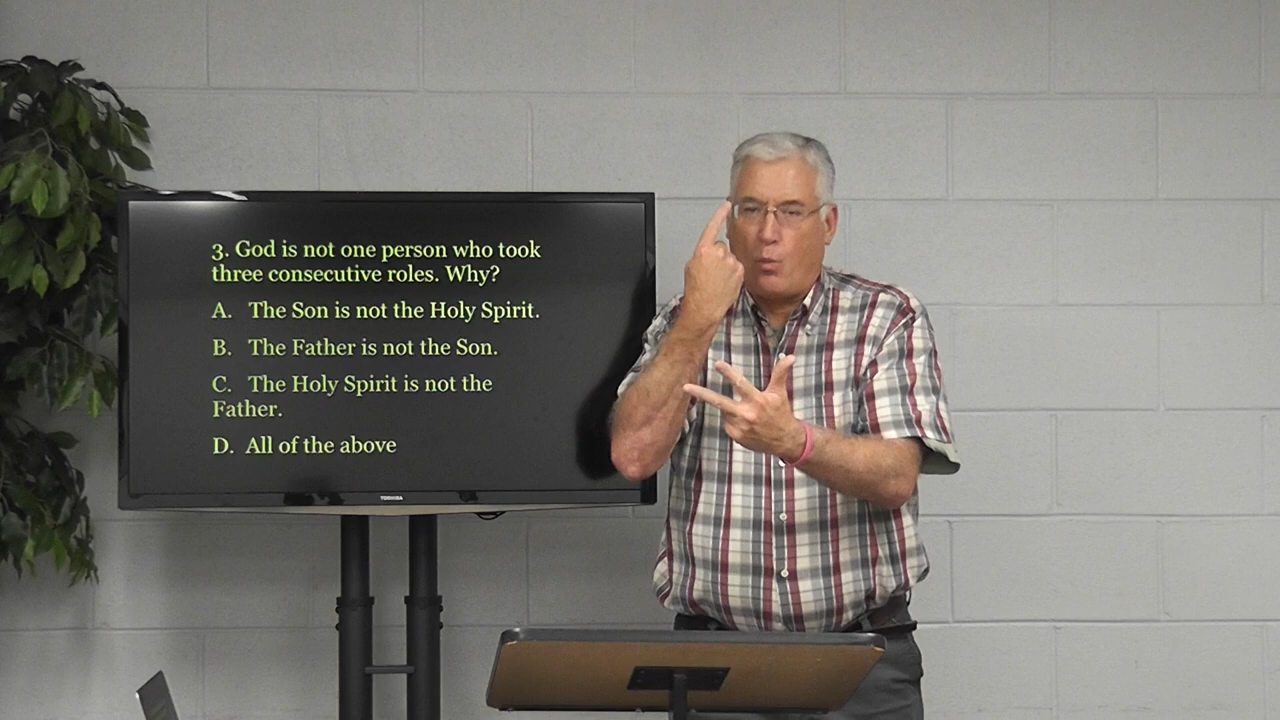 3. God is not one person who took
three consecutive roles. Why?
A. The Son is not the Holy Spirit.
B. The Father is not the Son.
C. The Holy Spirit is not the
Father.
D. All of the above
TOSHIBA